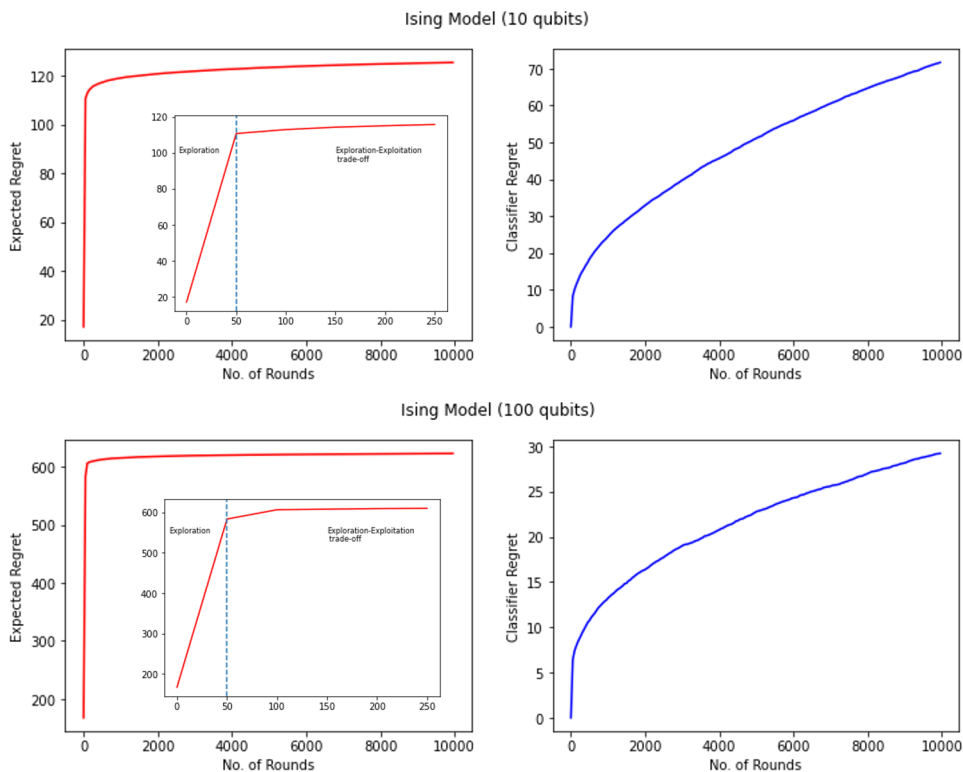 Ising Model (10 qubits)
Expected Regret
120
100
80
60
40
20
0 2000 4000 6000 8000 10000
No. of Rounds
120
100
80
60
40
20
Exploration
Exploration-Exploitation
trade-off
0 50 100 150 200 250
Classifier Regret
70
60
50
40
30
20
10
0
0 2000 4000 6000 8000 10000
No. of Rounds
Ising Model (100 qubits)
Expected Regret
600
500
400
300
200
0 2000 4000 6000 8000 10000
No. of Rounds
600
500
400
300
200
Exploration
Exploration-Exploitation
trade-off
0 50 100 150 200 250
Classifier Regret
30
25
20
15
10
5
0
0 2000 4000 6000 8000 10000
No. of Rounds